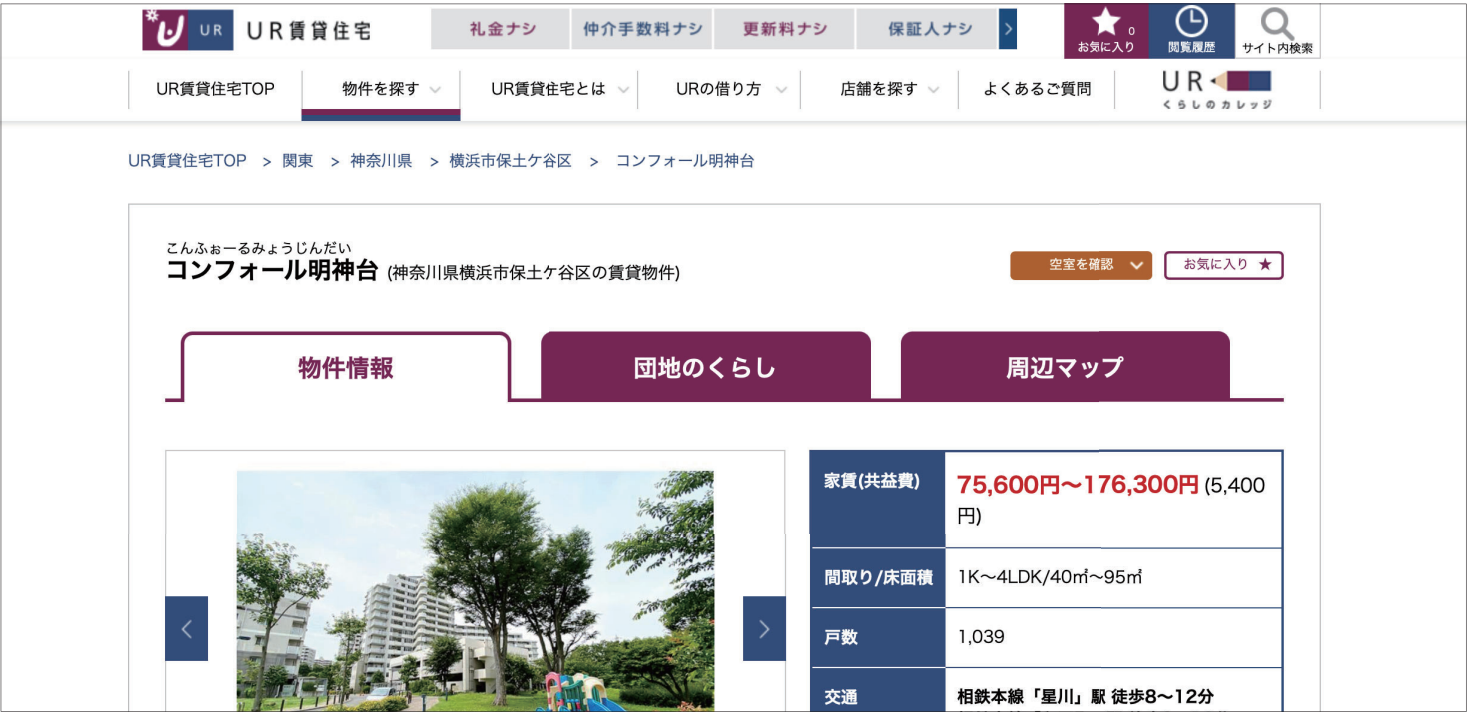 UR UR賃貸住宅 礼金ナシ 仲介手数料ナシ 更新料ナシ 保証人ナシ 0
お気に入り 閲覧履歴 サイト内検索
UR賃貸住宅TOP 物件を探す UR賃貸住宅とは URの借り方 店舗を探す よくあるご質問 UR
くらしのカレッジ
UR賃貸住宅TOP > 関東 > 神奈川県 > 横浜市保土ケ谷区 > コンフォール明神台
こんふぉーるみょうじんだい
コンフォール明神台 (神奈川県横浜市保土ケ谷区の賃貸物件) 空室を確認 お気に入り ★
物件情報 団地のくらし 周辺マップ
家賃(共益費) 75,600円〜176,300円 (5,400
円)
間取り/床面積 1K〜4LDK/40㎡〜95㎡
戸数 1,039
交通 相鉄本線「星川」駅 徒歩8〜12分